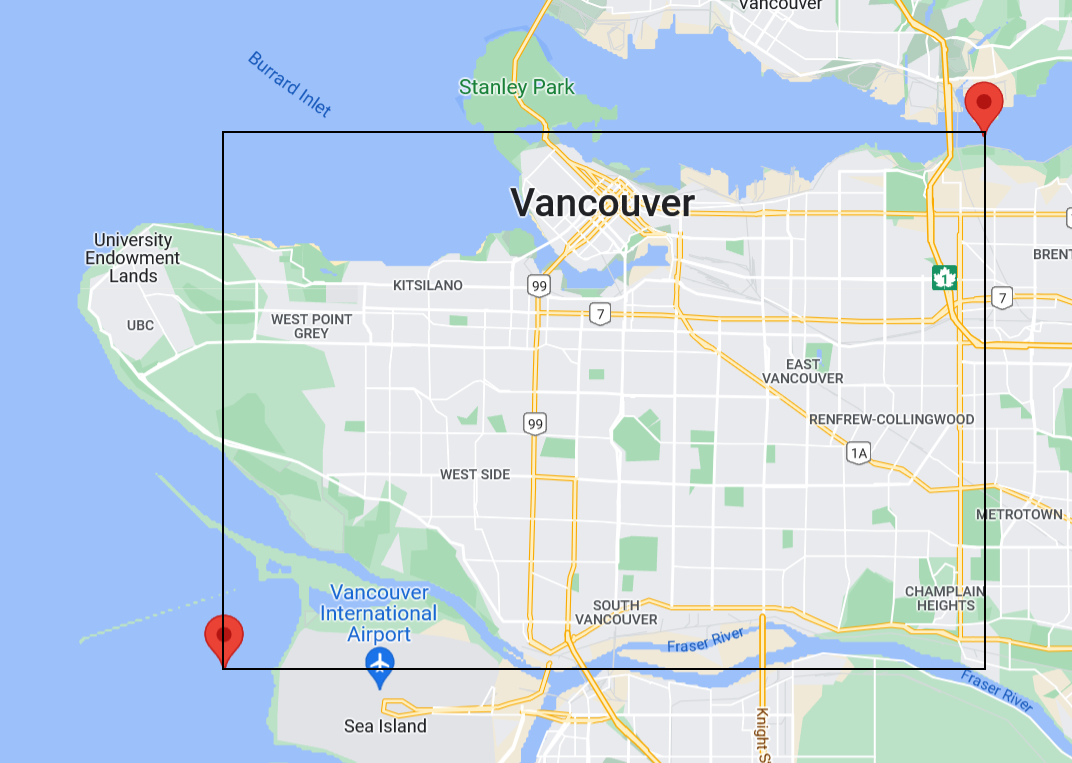 Vancouver
Burrard Inlet
Stanley Park
Vancouver
University
Endowment
Lands
BRENT
1
KITSILANO
99
7
7
UBC
WEST POINT
GREY
EAST
VANCOUVER
RENFREW-COLLINGWOOD
99
1A
WEST SIDE
METROTOWN
Vancouver
International
Airport
CHAMPLAIN
HEIGHTS
SOUTH
VANCOUVER
Fraser River
Fraser River
Sea Island
Knight S